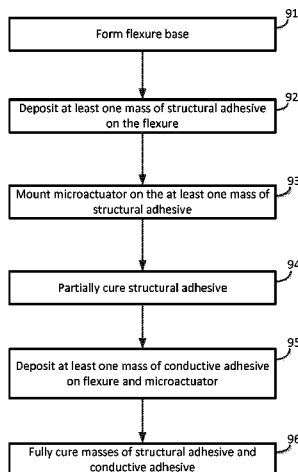 91
Form flexure base
92
Deposit at least one mass of structural adhesive
on the flexure
93
Mount microactuator on the at least one mass of
structural adhesive
94
Partially cure structural adhesive
95
Deposit at least one mass of conductive adhesive
on flexure and microactuator
96
Fully cure masses of structural adhesive and
conductive adhesive